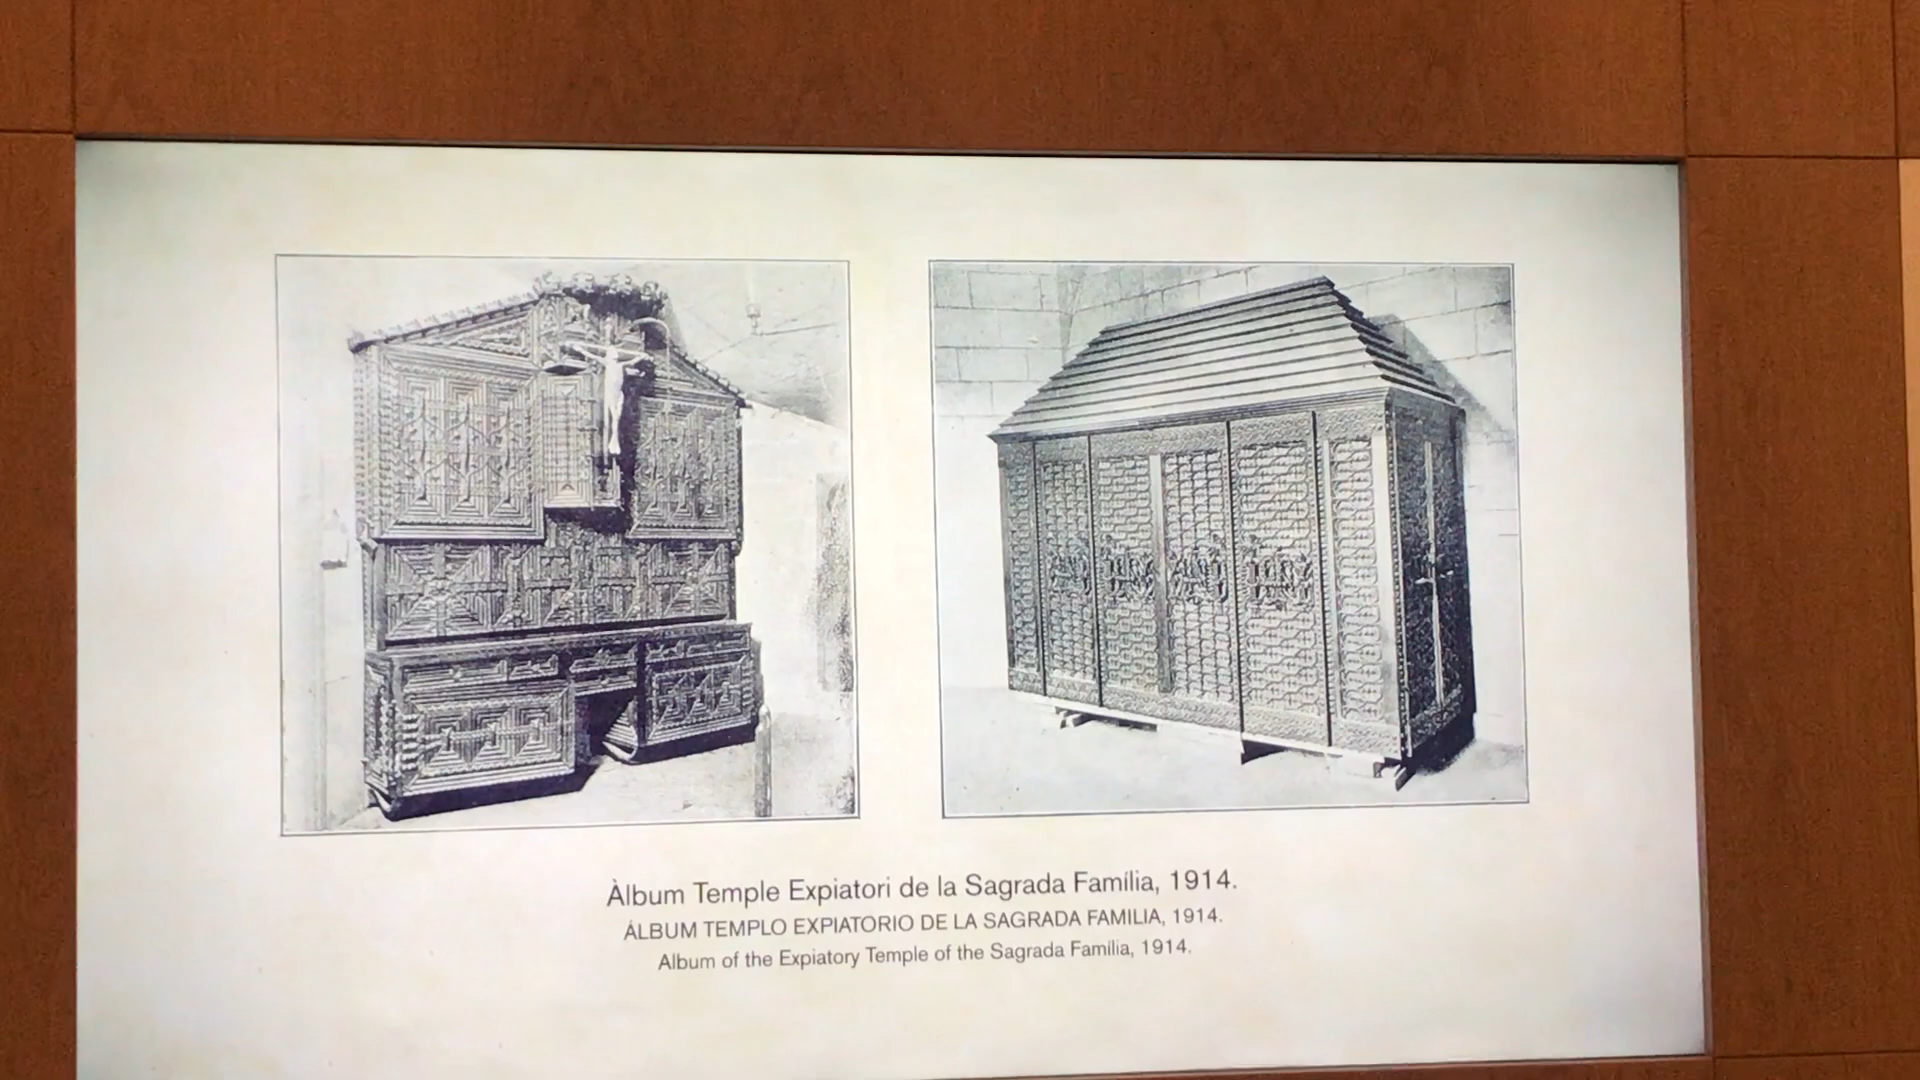 Àlbum Temple Expiatori de la Sagrada Família, 1914.
ÁLBUM TEMPLO EXPIATORIO DE LA SAGRADA FAMILIA, 1914.
Album of the Expiatory Temple of the Sagrada Família, 1914.